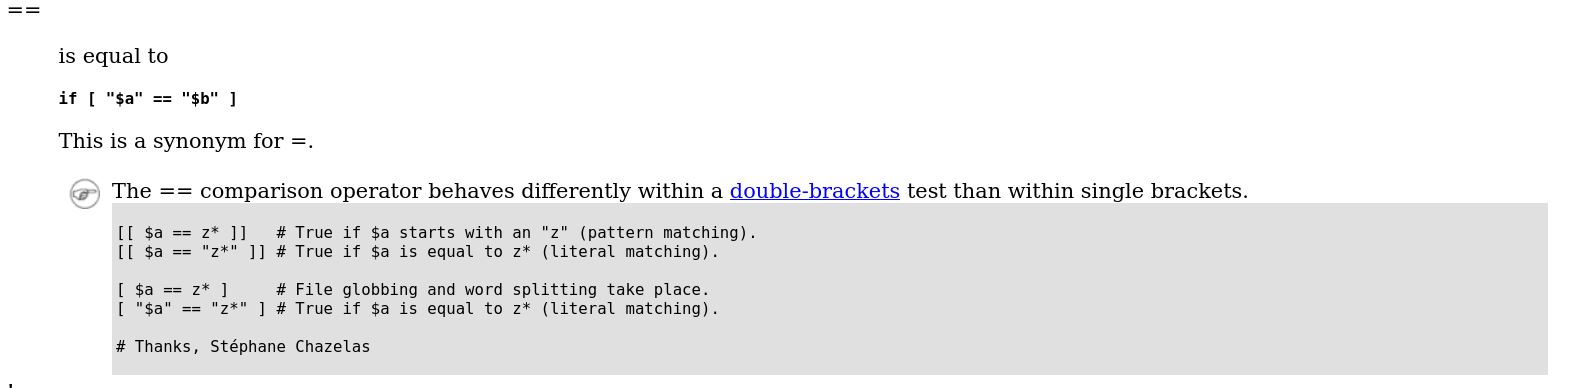 ==
is equal to
if [ "$a" == "$b" ]
This is a synonym for =.
The == comparison operator behaves differently within a double-brackets test than within single brackets.
[[ $a == z* ]]   # True if $a starts with an "z" (pattern matching).
[[ $a == "z*" ]] # True if $a is equal to z* (literal matching).
[ $a == z* ]     # File globbing and word splitting take place.
[ "$a" == "z*" ] # True if $a is equal to z* (literal matching).
# Thanks, Stéphane Chazelas